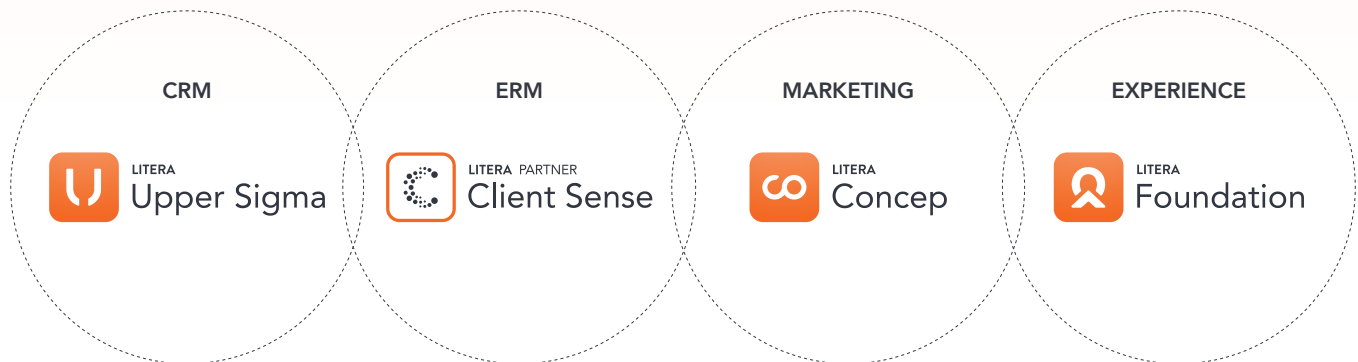 CRM
LITERA
Upper Sigma
ERM
LITERA PARTNER
Client Sense
MARKETING
LITERA
Concep
EXPERIENCE
LITERA
Foundation